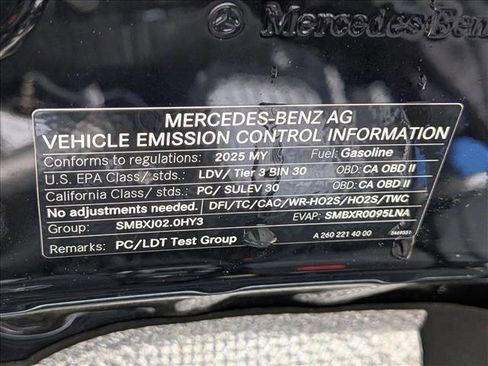 Mercedes-Benz
MERCEDES-BENZ AG
VEHICLE EMISSION CONTROL INFORMATION
Conforms to regulations: 2025 MY Fuel: Gasoline
U.S. EPA Class/ stds.: LDV/ Tier 3 BIN 30 OBD: CA OBD II
California Class/ stds.: PC/ SULEV 30 OBD: CA OBD II
No adjustments needed. DFI/TC/CAC/WR-HO2S/HO2S/TWC
Group: SMBXJ02.0HY3 EVAP: SMBXR0095LNA
Remarks: PC/LDT Test Group A 260 221 40 00